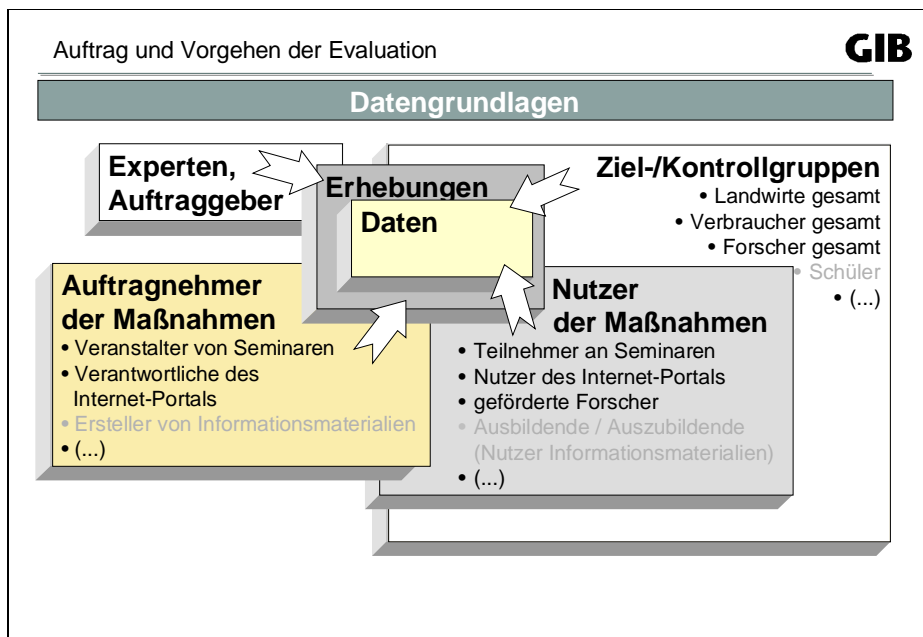 Auftrag und Vorgehen der Evaluation
GIB
Datengrundlagen
Experten,
Auftraggeber
Erhebungen
Daten
Ziel-/Kontrollgruppen
• Landwirte gesamt
• Verbraucher gesamt
• Forscher gesamt
• Schüler
• (...)
Auftragnehmer
der Maßnahmen
• Veranstalter von Seminaren
• Verantwortliche des
Internet-Portals
• Ersteller von Informationsmaterialien
• (...)
Nutzer
der Maßnahmen
• Teilnehmer an Seminaren
• Nutzer des Internet-Portals
• geförderte Forscher
• Ausbildende / Auszubildende
(Nutzer Informationsmaterialien)
• (...)